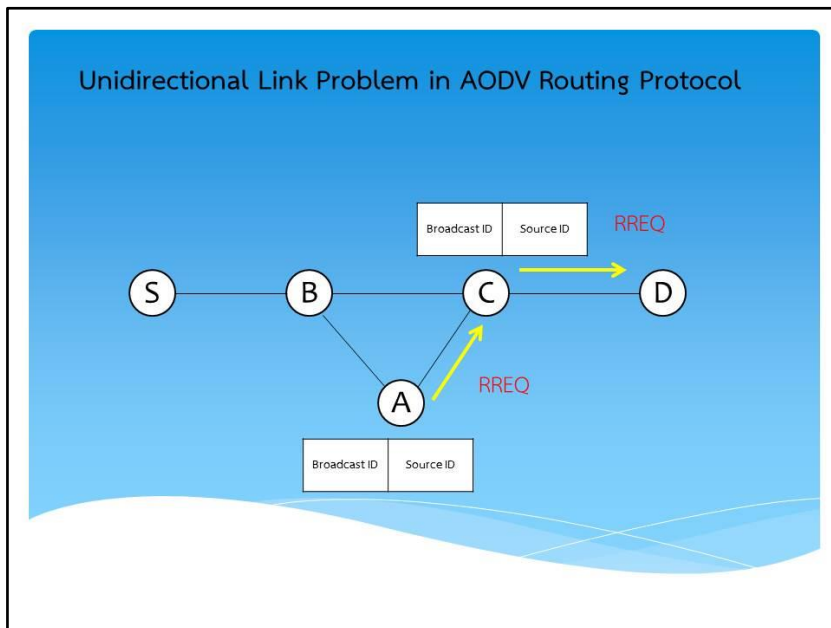 Unidirectional Link Problem in AODV Routing Protocol
Broadcast ID Source ID RREQ
S B C D
RREQ
A
Broadcast ID Source ID